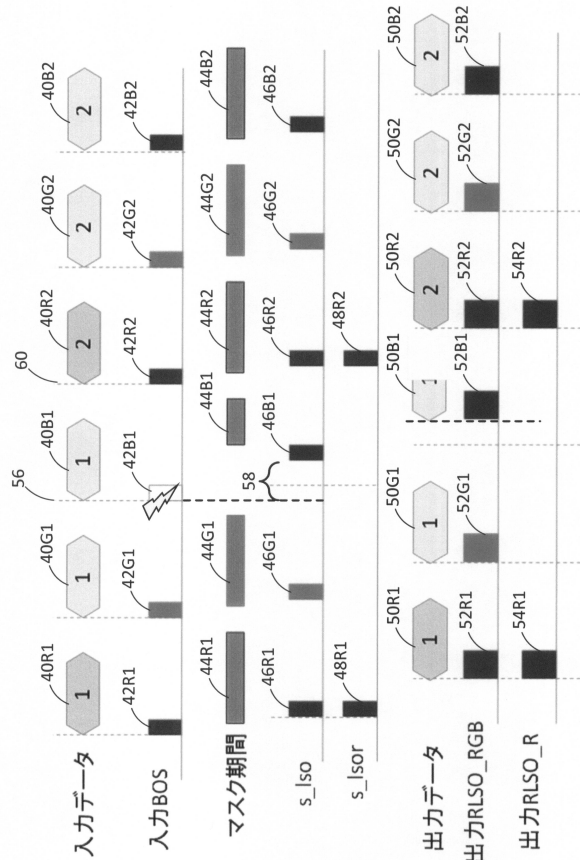 入力データ
40R1 40G1 56 40B1 60 40R2 40G2 40B2
1 1 1 2 2 2
入力BOS
42R1 42G1 42B1 42R2 42G2 42B2
マスク期間
44R1 44G1 44B1 44R2 44G2 44B2
s_lso
46R1 46G1 58 46B1 46R2 46G2 46B2
s_lsor
48R1 48R2
出力データ
50R1 50G1 50B1 50R2 50G2 50B2
1 1 1 2 2 2
出力RLSO_RGB
52R1 52G1 52B1 52R2 52G2 52B2
出力RLSO_R
54R1 54R2